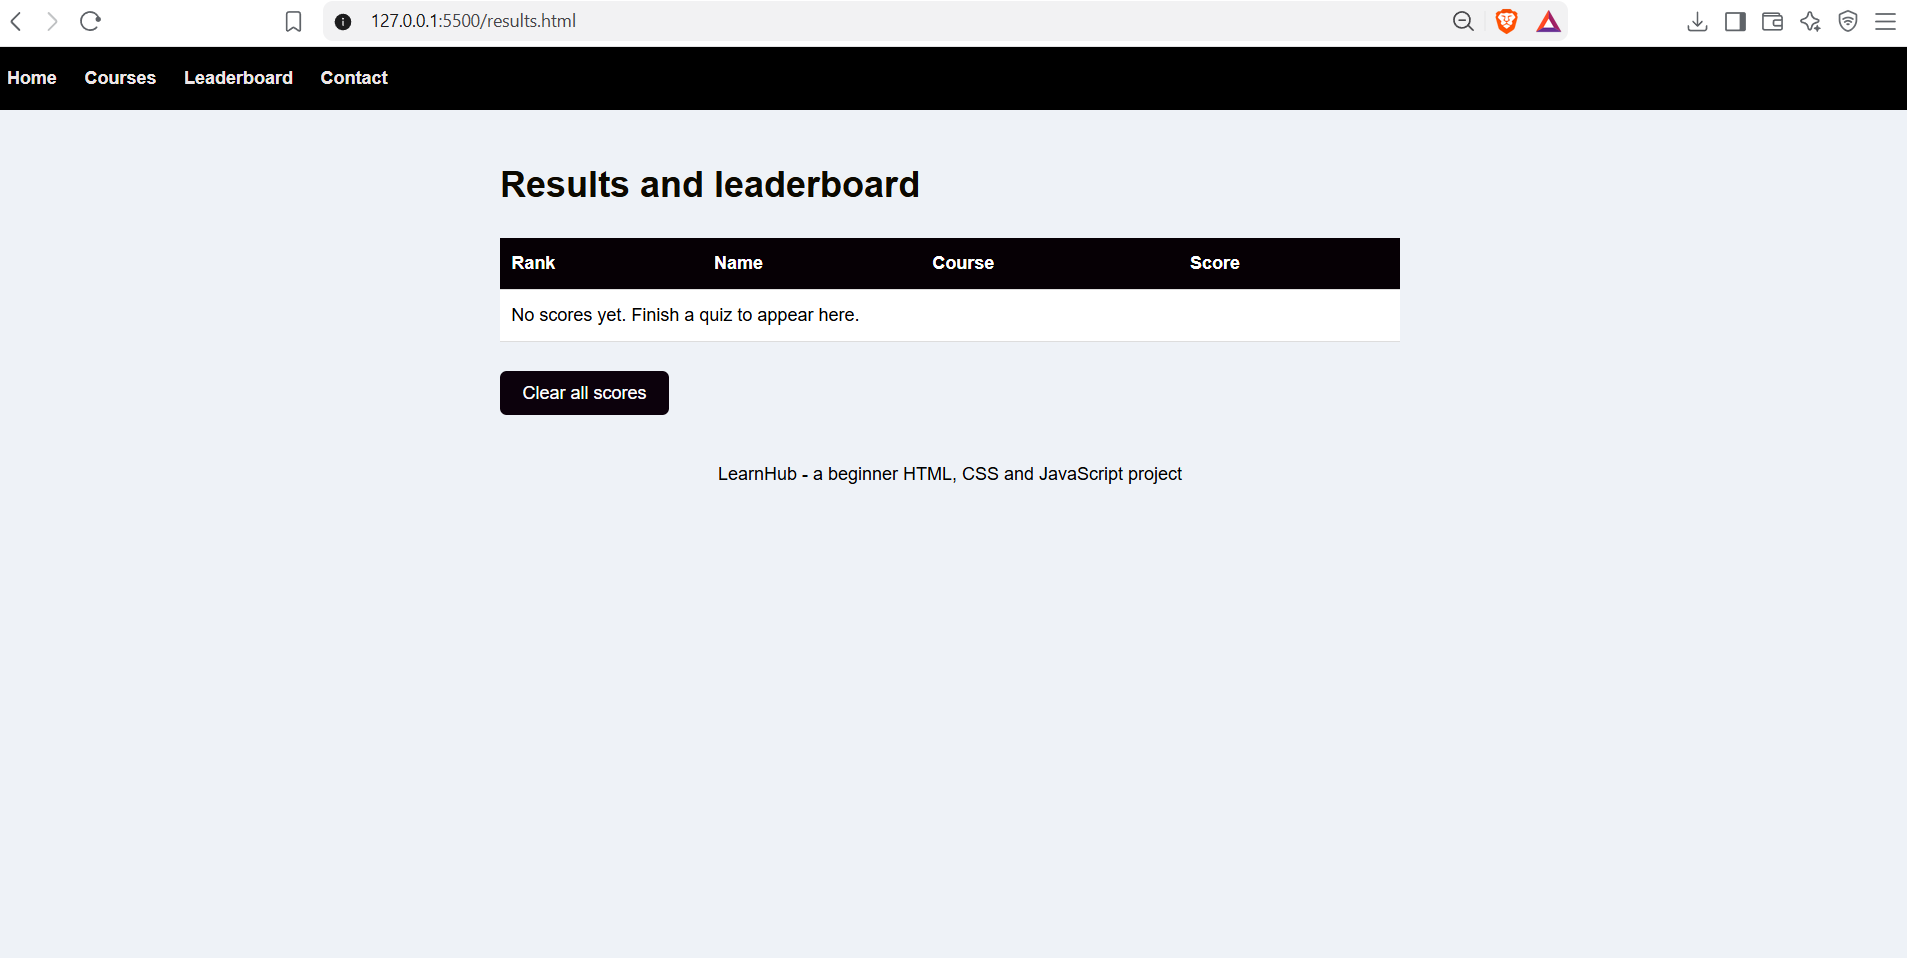 127.0.0.1:5500/results.html
Home Courses Leaderboard Contact
Results and leaderboard
Rank Name Course Score
No scores yet. Finish a quiz to appear here.
Clear all scores
LearnHub - a beginner HTML, CSS and JavaScript project